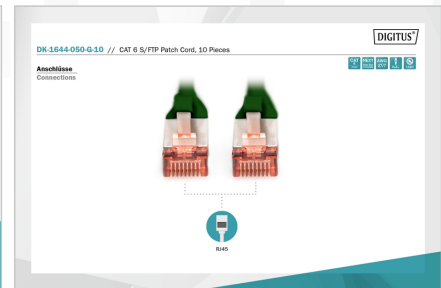 DIGITUS®
DK-1644-050-G-10 // CAT 6 S/FTP Patch Cord, 10 Pieces
Anschlüsse
Connections
RJ45